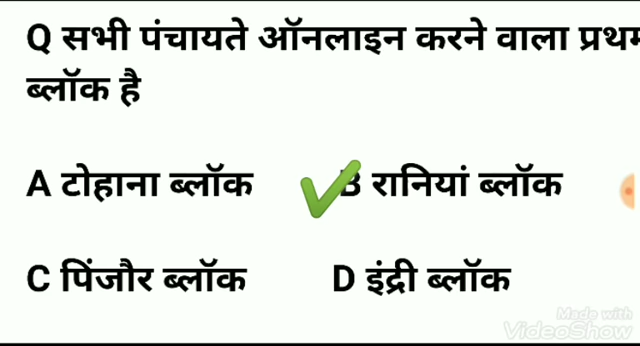 Q सभी पंचायते ऑनलाइन करने वाला प्रथम
ब्लॉक है
A टोहाना ब्लॉक B रानियां ब्लॉक
C पिंजौर ब्लॉक D इंद्री ब्लॉक
Made with
VideoShow